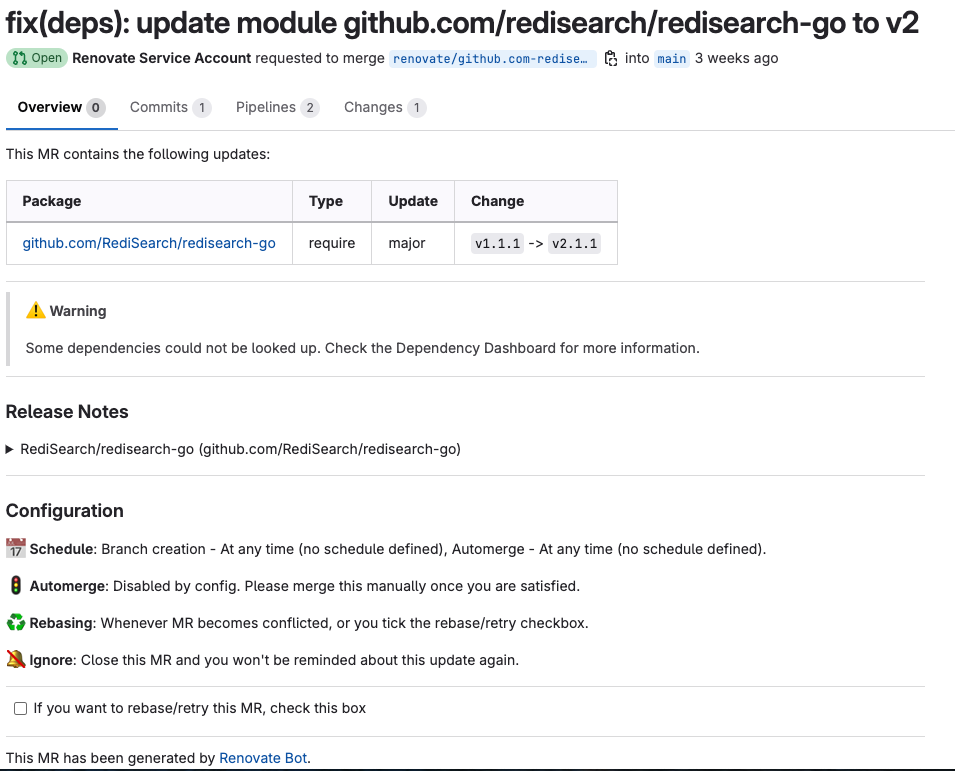 fix(deps): update module github.com/redisearch/redisearch-go to v2
Open Renovate Service Account requested to merge renovate/github.com-redise… into main 3 weeks ago
Overview 0 Commits 1 Pipelines 2 Changes 1
This MR contains the following updates:
Package Type Update Change
github.com/RediSearch/redisearch-go require major v1.1.1 -> v2.1.1
⚠️ Warning
Some dependencies could not be looked up. Check the Dependency Dashboard for more information.
Release Notes
▶ RediSearch/redisearch-go (github.com/RediSearch/redisearch-go)
Configuration
📅 Schedule: Branch creation - At any time (no schedule defined), Automerge - At any time (no schedule defined).
🚦 Automerge: Disabled by config. Please merge this manually once you are satisfied.
♻ Rebasing: Whenever MR becomes conflicted, or you tick the rebase/retry checkbox.
🔕 Ignore: Close this MR and you won't be reminded about this update again.
If you want to rebase/retry this MR, check this box
This MR has been generated by Renovate Bot.